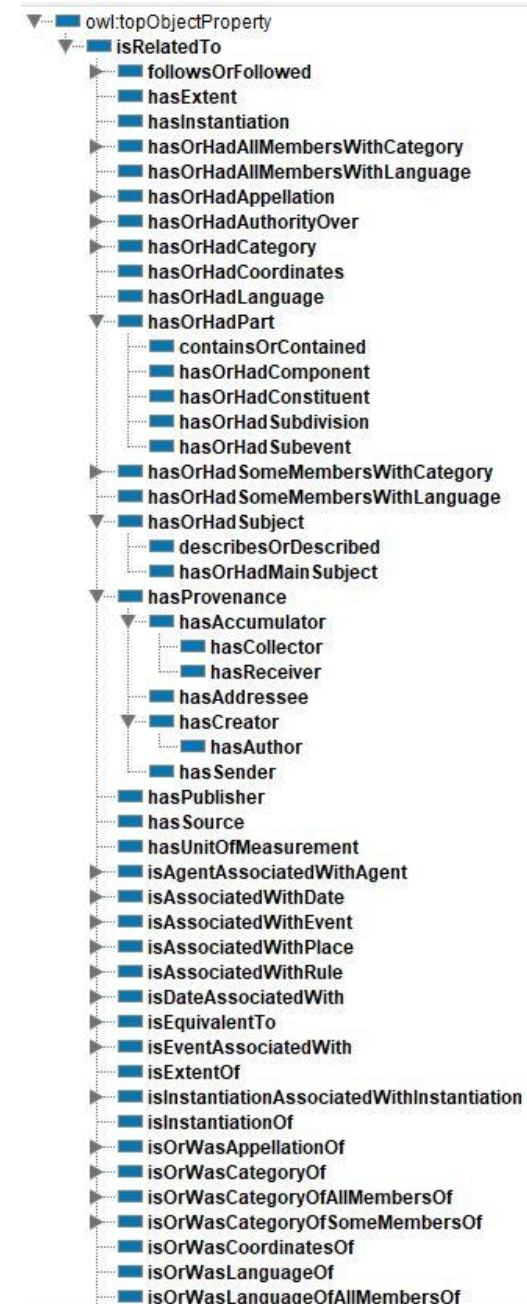 owl:topObjectProperty
isRelatedTo
followsOrFollowed
hasExtent
hasInstantiation
hasOrHadAllMembersWithCategory
hasOrHadAllMembersWithLanguage
hasOrHadAppellation
hasOrHadAuthorityOver
hasOrHadCategory
hasOrHadCoordinates
hasOrHadLanguage
hasOrHadPart
containsOrContained
hasOrHadComponent
hasOrHadConstituent
hasOrHadSubdivision
hasOrHadSubevent
hasOrHadSomeMembersWithCategory
hasOrHadSomeMembersWithLanguage
hasOrHadSubject
describesOrDescribed
hasOrHadMainSubject
hasProvenance
hasAccumulator
hasCollector
hasReceiver
hasAddressee
hasCreator
hasAuthor
hasSender
hasPublisher
hasSource
hasUnitOfMeasurement
isAgentAssociatedWithAgent
isAssociatedWithDate
isAssociatedWithEvent
isAssociatedWithPlace
isAssociatedWithRule
isDateAssociatedWith
isEquivalentTo
isEventAssociatedWith
isExtentOf
isInstantiationAssociatedWithInstantiation
isInstantiationOf
isOrWasAppellationOf
isOrWasCategoryOf
isOrWasCategoryOfAllMembersOf
isOrWasCategoryOfSomeMembersOf
isOrWasCoordinatesOf
isOrWasLanguageOf
isOrWasLanguageOfAllMembersOf